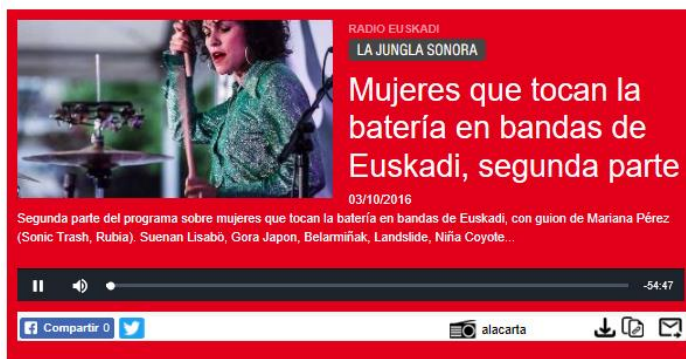 RADIO EUSKADI
LA JUNGLA SONORA
Mujeres que tocan la
batería en bandas de
Euskadi, segunda parte
03/10/2016
Segunda parte del programa sobre mujeres que tocan la batería en bandas de Euskadi, con guion de Mariana Pérez
(Sonic Trash, Rubia). Suenan Lisabö, Gora Japon, Belarmiñak, Landslide, Niña Coyote...
-54:47
Compartir 0
alacarta